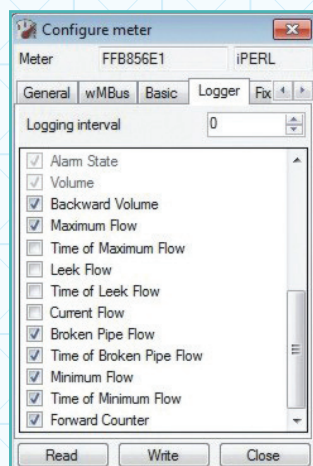 Configure meter
Meter FFB856E1 iPERL
General wMBus Basic Logger Fix
Logging interval 0
Alarm State
Volume
Backward Volume
Maximum Flow
Time of Maximum Flow
Leek Flow
Time of Leek Flow
Current Flow
Broken Pipe Flow
Time of Broken Pipe Flow
Minimum Flow
Time of Minimum Flow
Forward Counter
Read Write Close